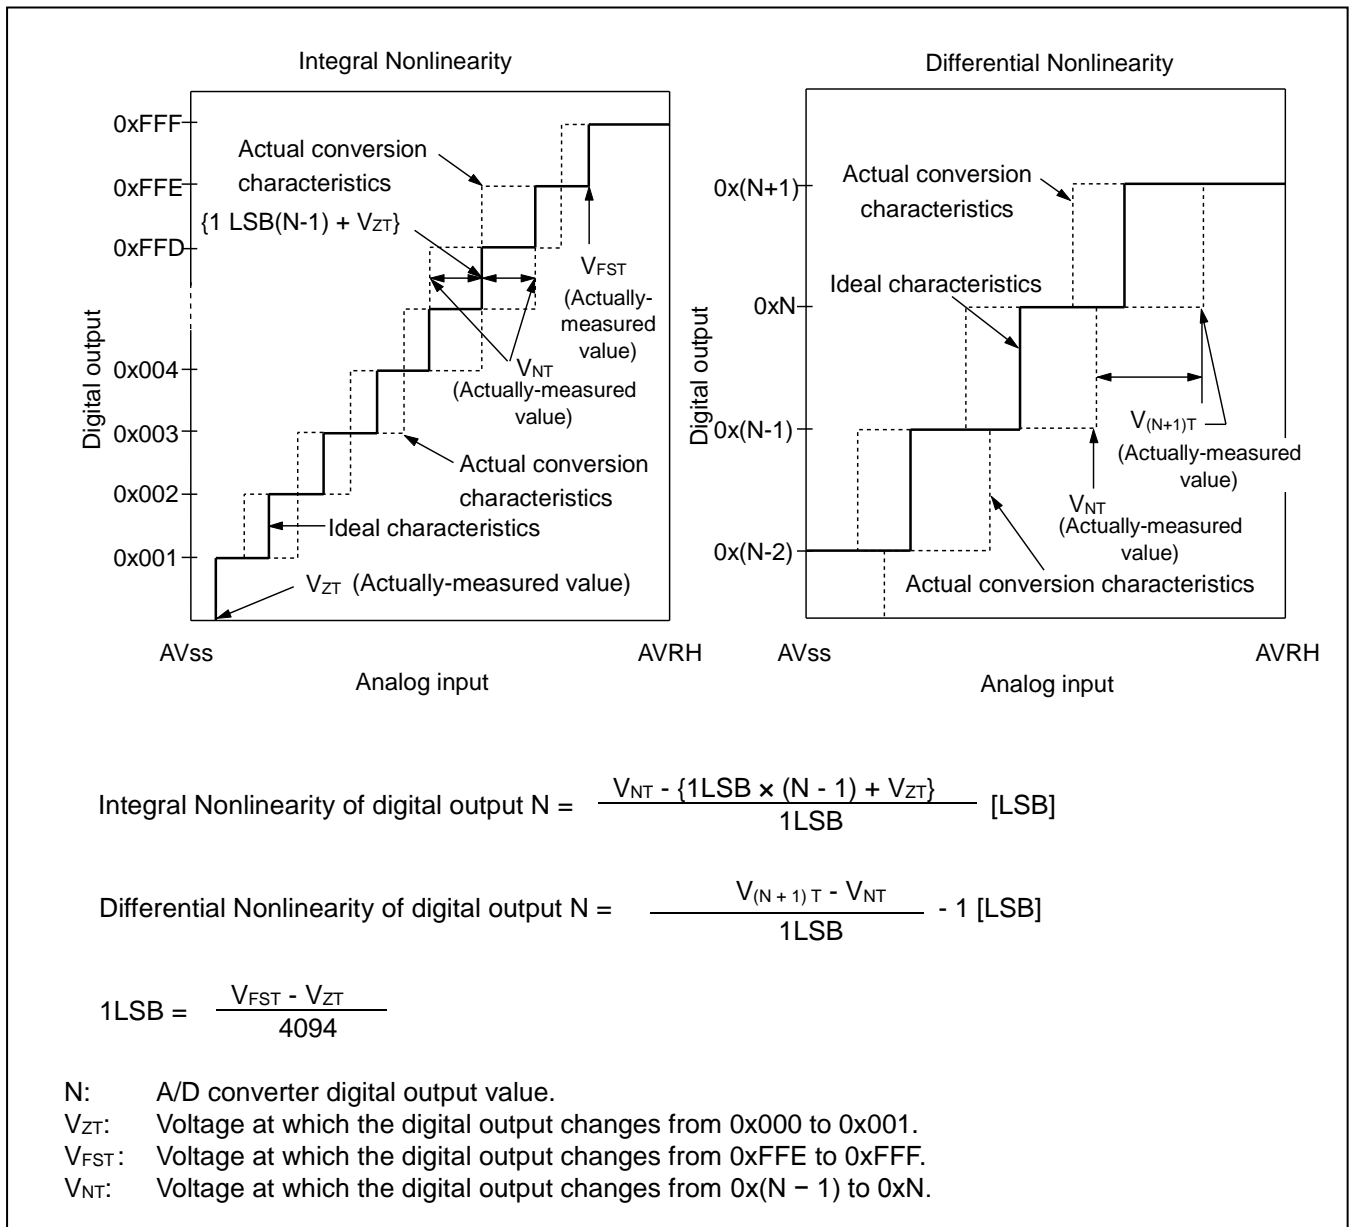 Integral Nonlinearity
0xFFF
0xFFE
0xFFD
0x004
0x003
0x002
0x001
Digital output
Actual conversion
characteristics
{1 LSB(N-1) + VZT}
VFST
(Actually-
measured
value)
VNT
(Actually-measured
value)
Actual conversion
characteristics
Ideal characteristics
VZT (Actually-measured value)
AVss
AVRH
Analog input
Differential Nonlinearity
0x(N+1)
0xN
0x(N-1)
0x(N-2)
Digital output
Actual conversion
characteristics
Ideal characteristics
V(N+1)T
(Actually-measured
value)
VNT
(Actually-measured
value)
Actual conversion characteristics
AVss
AVRH
Analog input
Integral Nonlinearity of digital output N = VNT - {1LSB × (N - 1) + VZT} / 1LSB [LSB]
Differential Nonlinearity of digital output N = V(N + 1) T - VNT / 1LSB - 1 [LSB]
1LSB = VFST - VZT / 4094
N: A/D converter digital output value.
VZT: Voltage at which the digital output changes from 0x000 to 0x001.
VFST: Voltage at which the digital output changes from 0xFFE to 0xFFF.
VNT: Voltage at which the digital output changes from 0x(N − 1) to 0xN.